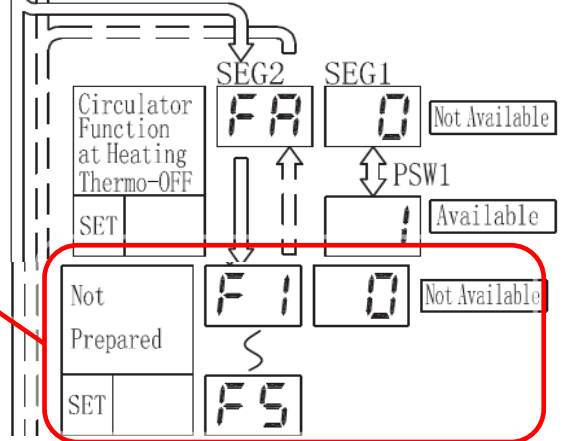 SEG2 SEG1
Circulator
Function
at Heating
Thermo-OFF
FA 0 Not Available
PSW1
SET 1 Available
Not
Prepared
F1 0 Not Available
SET F5